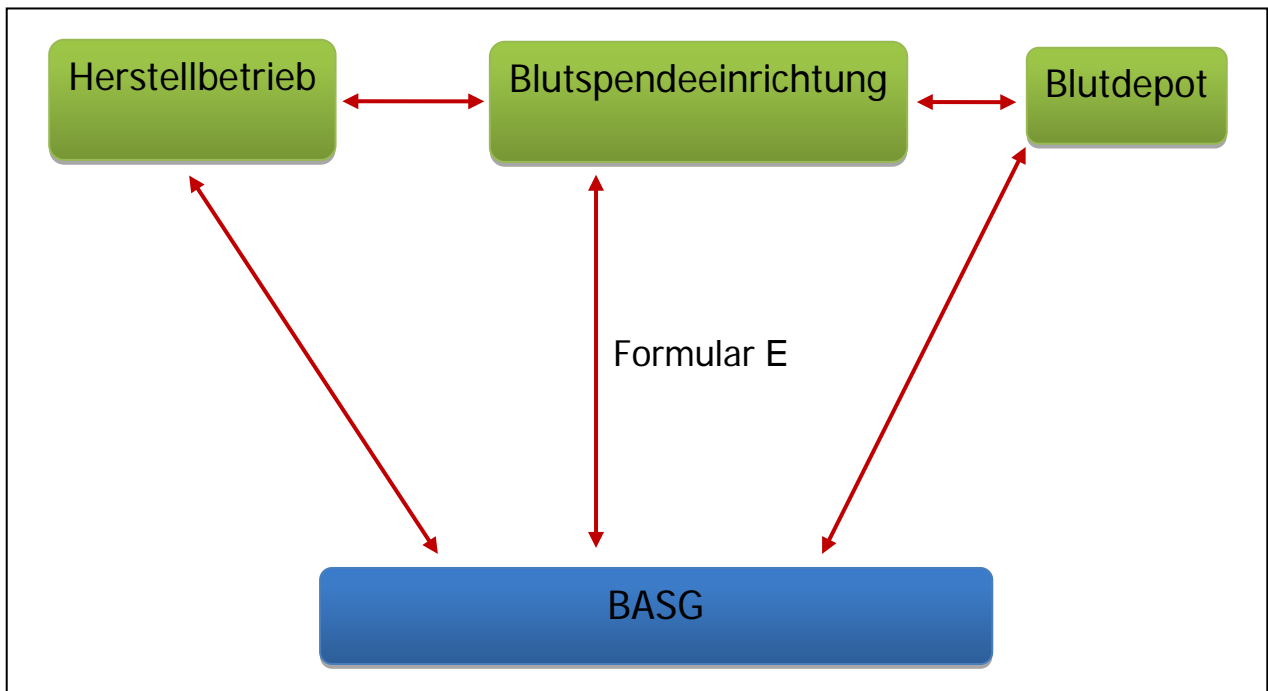 Herstellbetrieb
Blutspendeeinrichtung
Blutdepot
Formular E
BASG